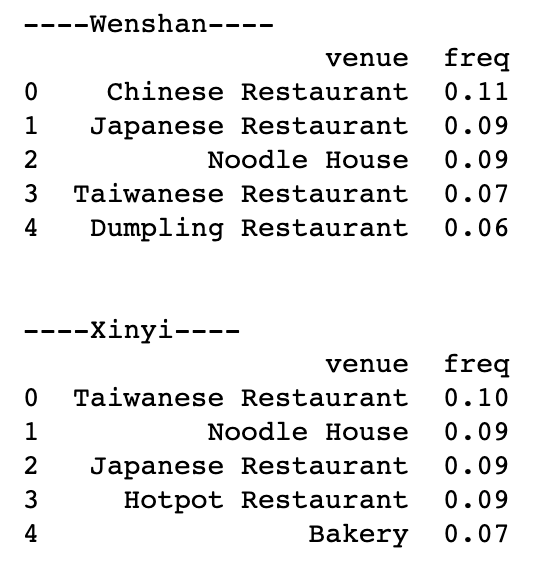 ----Wenshan----
venue freq
0 Chinese Restaurant 0.11
1 Japanese Restaurant 0.09
2 Noodle House 0.09
3 Taiwanese Restaurant 0.07
4 Dumpling Restaurant 0.06
----Xinyi----
venue freq
0 Taiwanese Restaurant 0.10
1 Noodle House 0.09
2 Japanese Restaurant 0.09
3 Hotpot Restaurant 0.09
4 Bakery 0.07